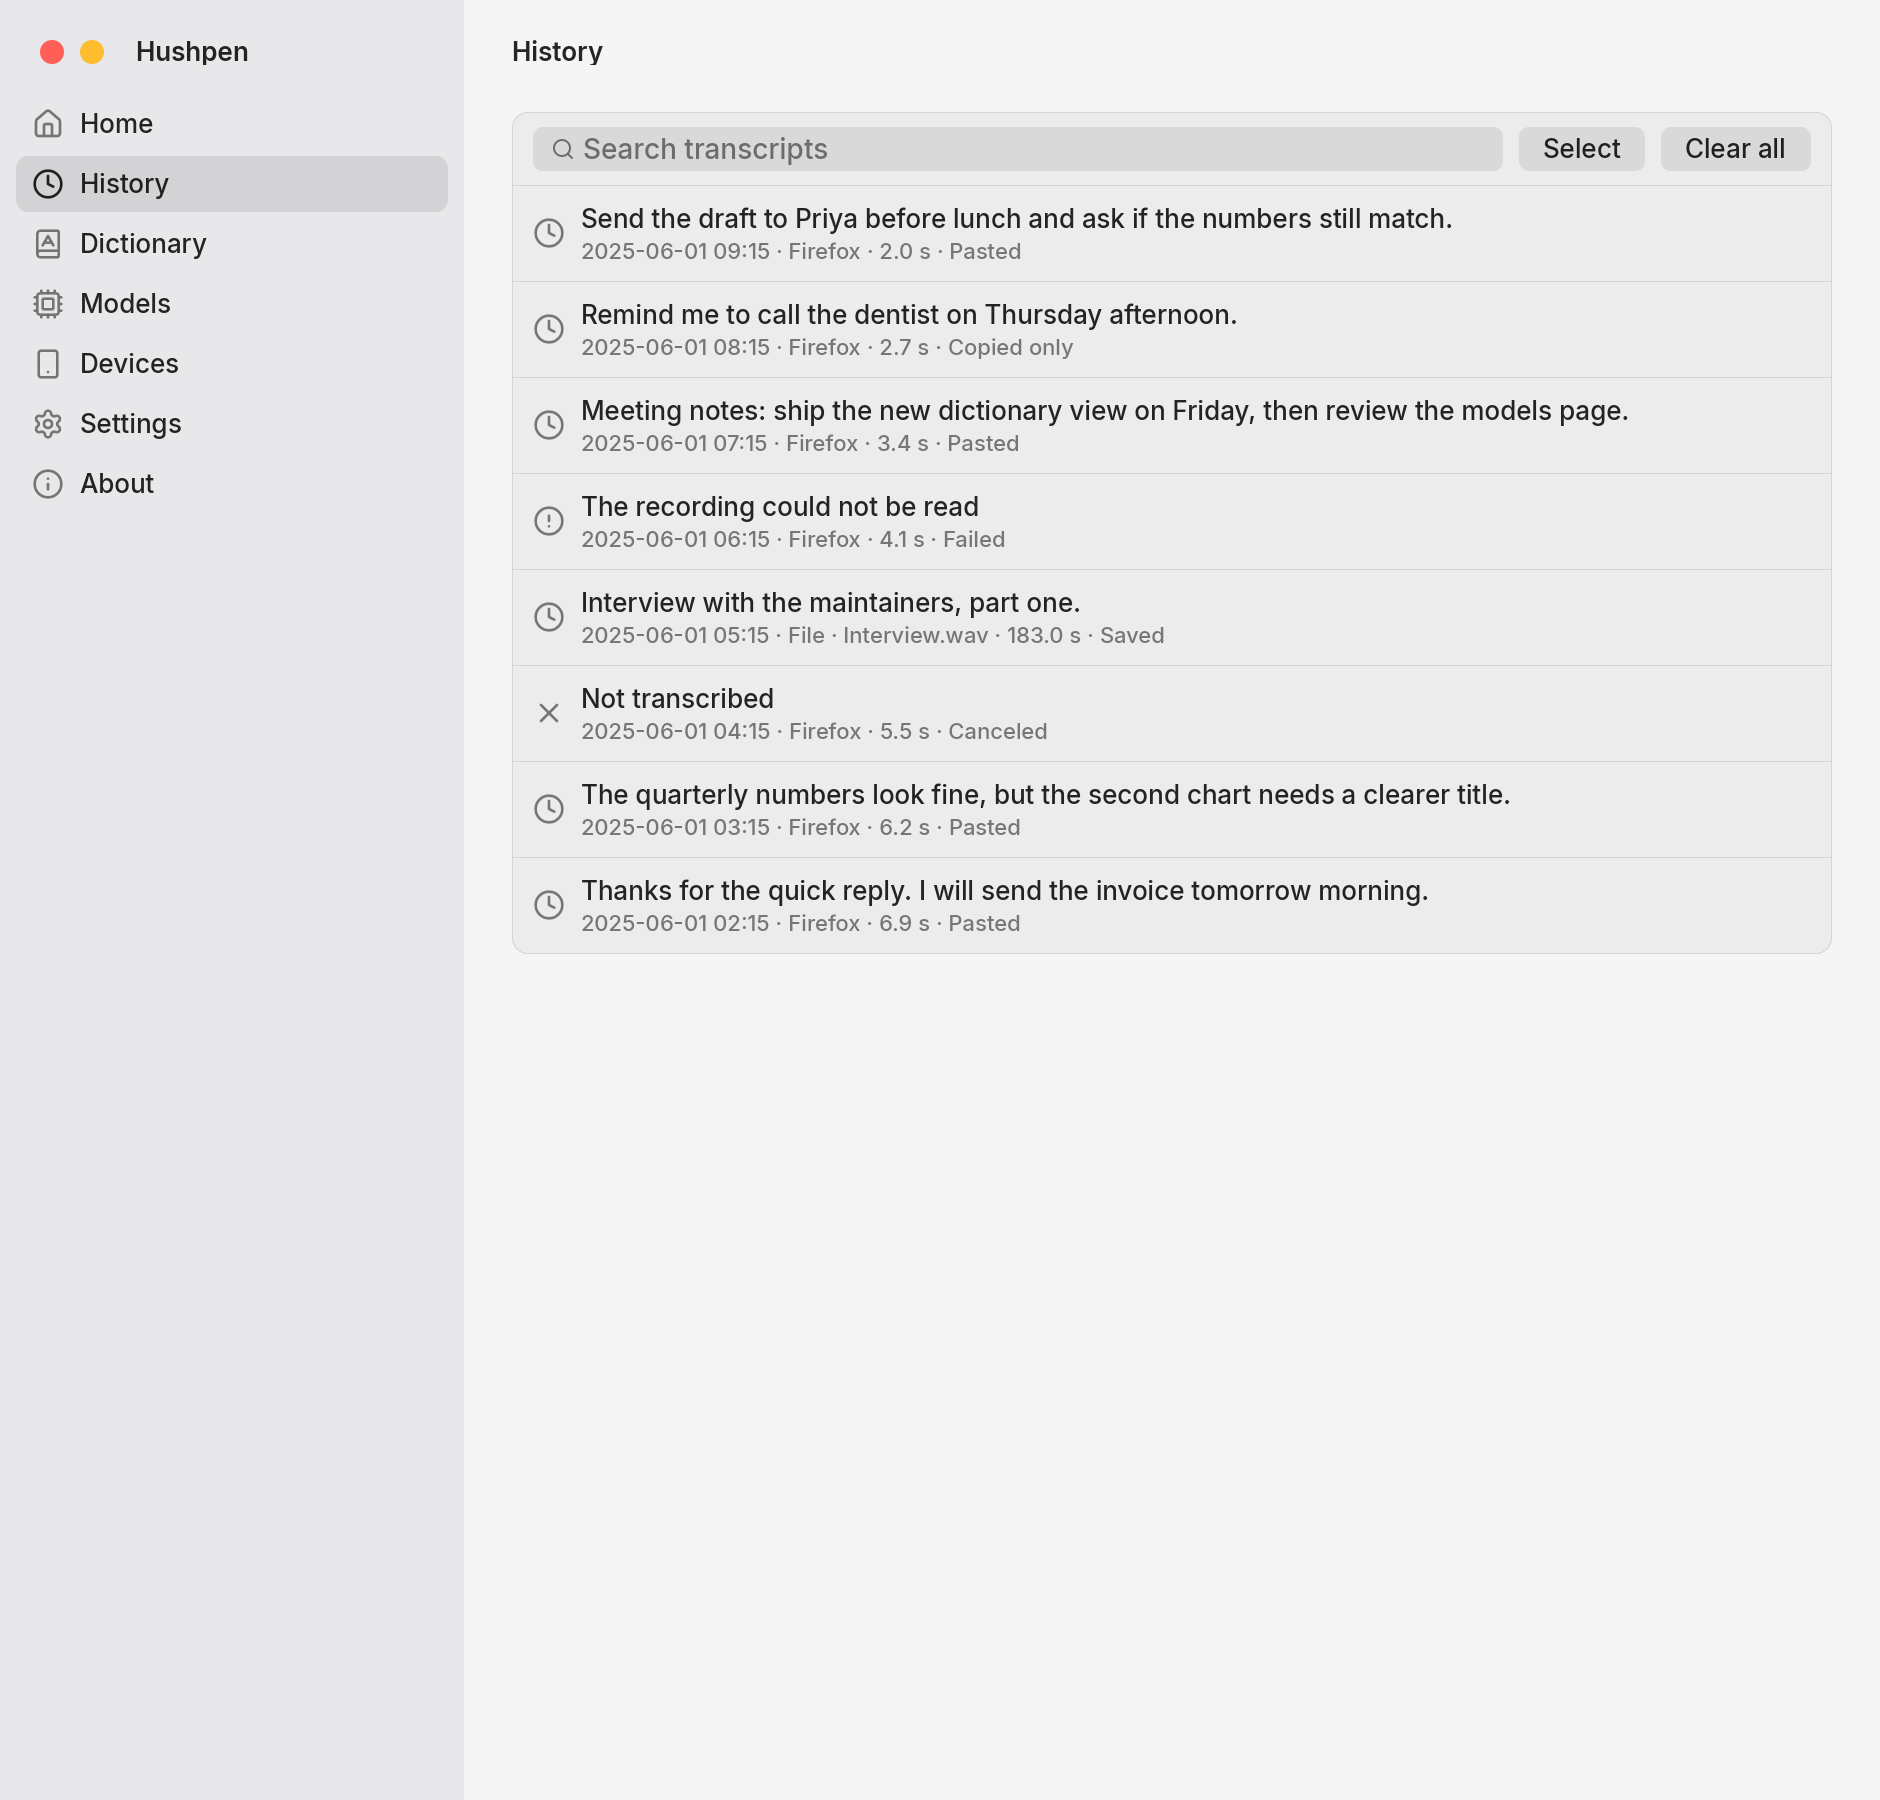 Hushpen
Home
History
Dictionary
Models
Devices
Settings
About
History
Search transcripts
Select
Clear all
Send the draft to Priya before lunch and ask if the numbers still match.
2025-06-01 09:15 · Firefox · 2.0 s · Pasted
Remind me to call the dentist on Thursday afternoon.
2025-06-01 08:15 · Firefox · 2.7 s · Copied only
Meeting notes: ship the new dictionary view on Friday, then review the models page.
2025-06-01 07:15 · Firefox · 3.4 s · Pasted
The recording could not be read
2025-06-01 06:15 · Firefox · 4.1 s · Failed
Interview with the maintainers, part one.
2025-06-01 05:15 · File · Interview.wav · 183.0 s · Saved
Not transcribed
2025-06-01 04:15 · Firefox · 5.5 s · Canceled
The quarterly numbers look fine, but the second chart needs a clearer title.
2025-06-01 03:15 · Firefox · 6.2 s · Pasted
Thanks for the quick reply. I will send the invoice tomorrow morning.
2025-06-01 02:15 · Firefox · 6.9 s · Pasted